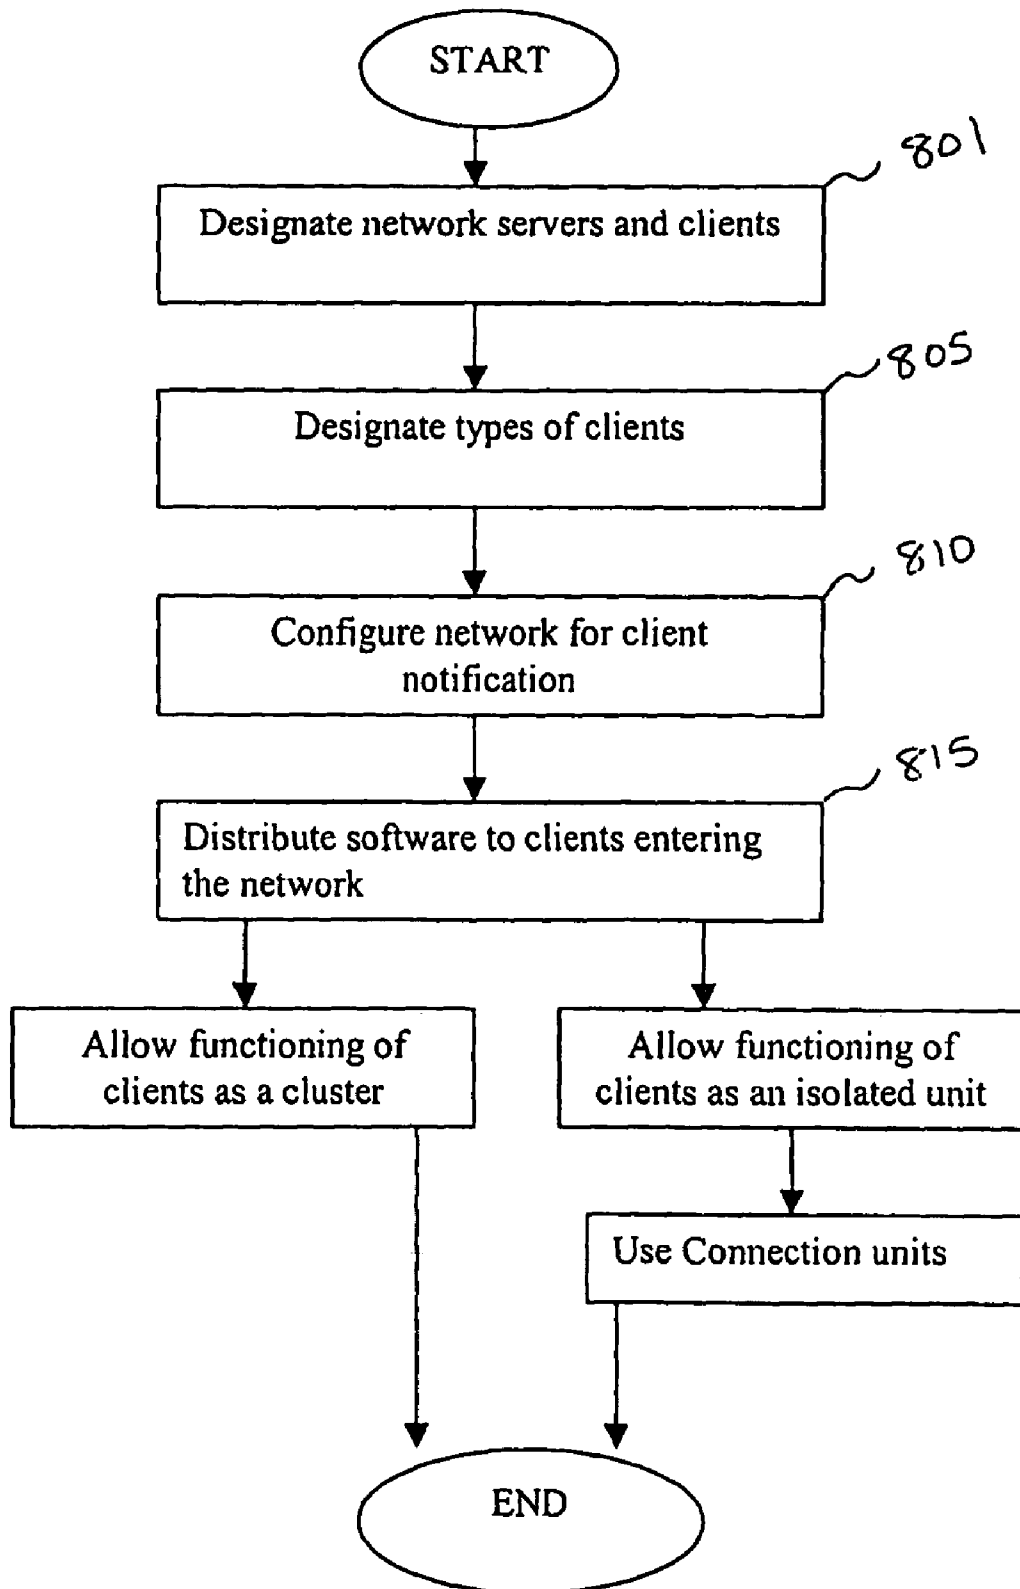 START
801
Designate network servers and clients
805
Designate types of clients
810
Configure network for client
notification
815
Distribute software to clients entering
the network
Allow functioning of
clients as a cluster
Allow functioning of
clients as an isolated unit
Use Connection units
END